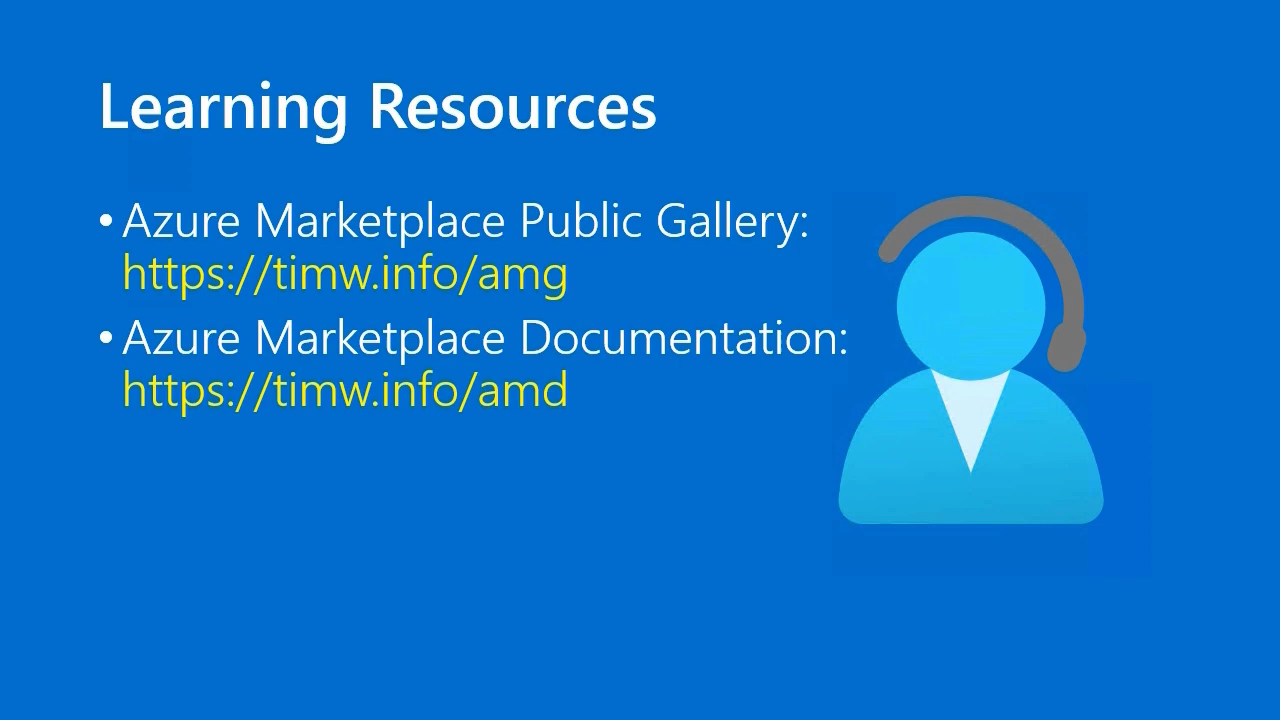 Learning Resources
• Azure Marketplace Public Gallery:
https://timw.info/amg
• Azure Marketplace Documentation:
https://timw.info/amd